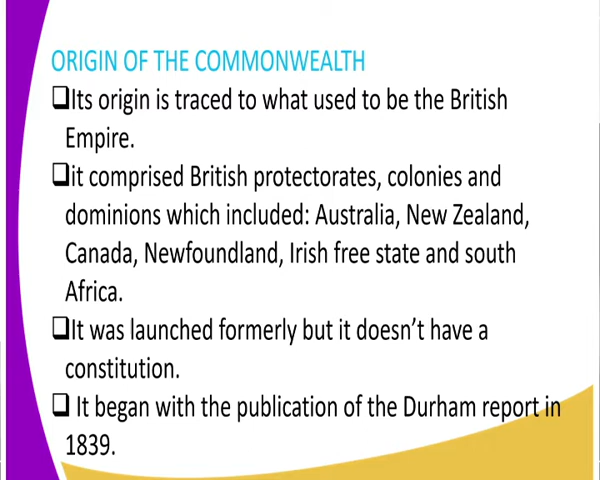 ORIGIN OF THE COMMONWEALTH
❑Its origin is traced to what used to be the British
Empire.
❑it comprised British protectorates, colonies and
dominions which included: Australia, New Zealand,
Canada, Newfoundland, Irish free state and south
Africa.
❑It was launched formerly but it doesn’t have a
constitution.
❑ It began with the publication of the Durham report in
1839.